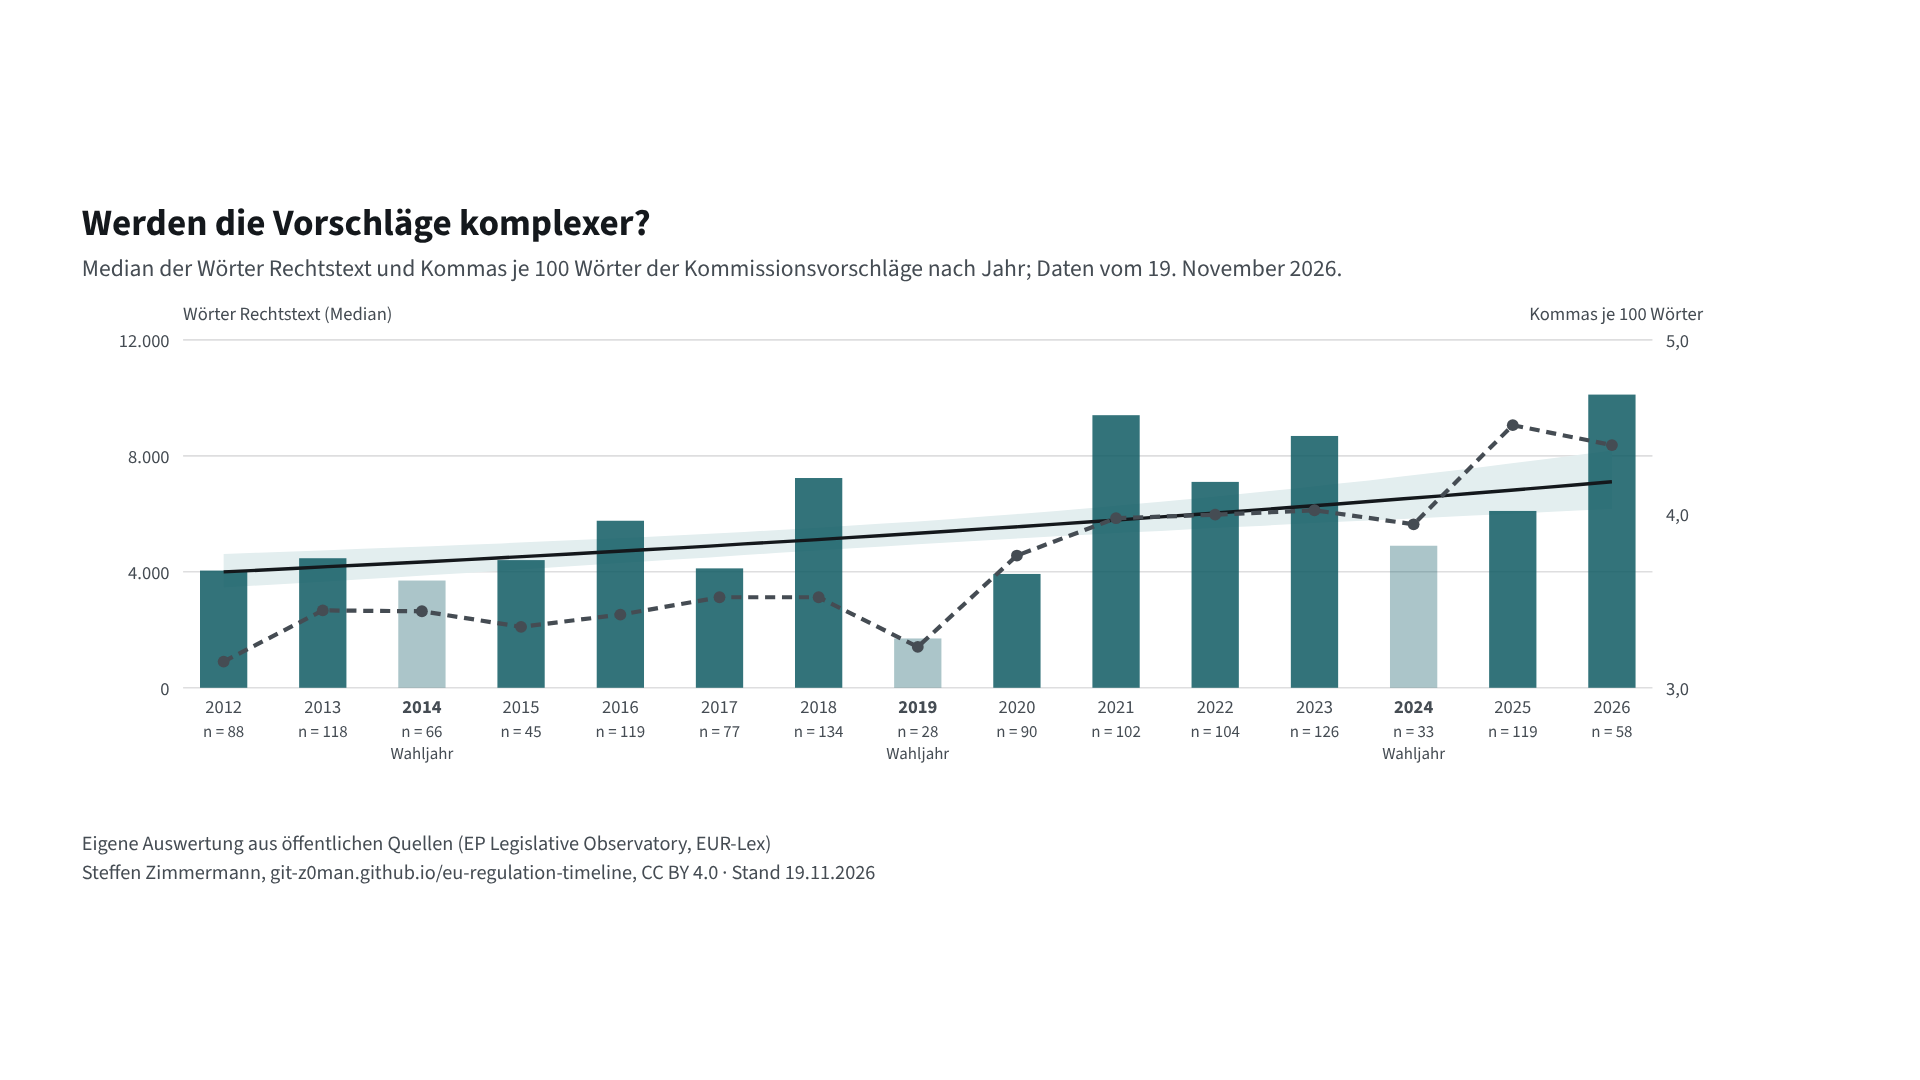 Werden die Vorschläge komplexer?
Median der Wörter Rechtstext und Kommas je 100 Wörter der Kommissionsvorschläge nach Jahr; Daten vom 19. November 2026.
Wörter Rechtstext (Median) Kommas je 100 Wörter
12.000 5,0
8.000
4,0
4.000
0 3,0
2012 2013 2014 2015 2016 2017 2018 2019 2020 2021 2022 2023 2024 2025 2026
n = 88 n = 118 n = 66 n = 45 n = 119 n = 77 n = 134 n = 28 n = 90 n = 102 n = 104 n = 126 n = 33 n = 119 n = 58
Wahljahr Wahljahr Wahljahr
Eigene Auswertung aus öffentlichen Quellen (EP Legislative Observatory, EUR-Lex)
Steffen Zimmermann, git-z0man.github.io/eu-regulation-timeline, CC BY 4.0 · Stand 19.11.2026